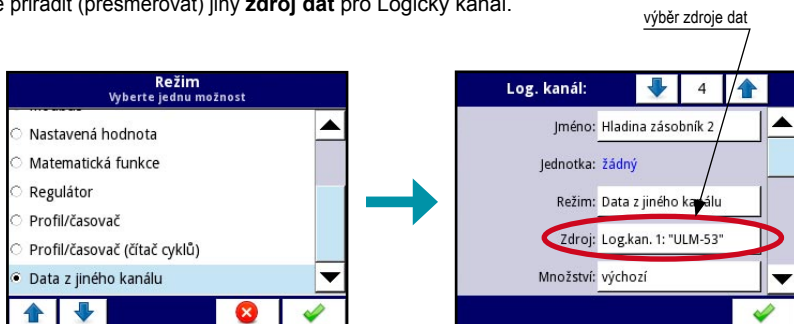 přiřadit (přesměrovat) jiný zdroj dat pro Logický kanál.
výběr zdroje dat
Režim
Vyberte jednu možnost
Nastavená hodnota
Matematická funkce
Regulátor
Profil/časovač
Profil/časovač (čítač cyklů)
Data z jiného kanálu
Log. kanál: 4
Jméno: Hladina zásobník 2
Jednotka: žádný
Režim: Data z jiného kanálu
Zdroj: Log.kan. 1: "ULM-53"
Množství: výchozí